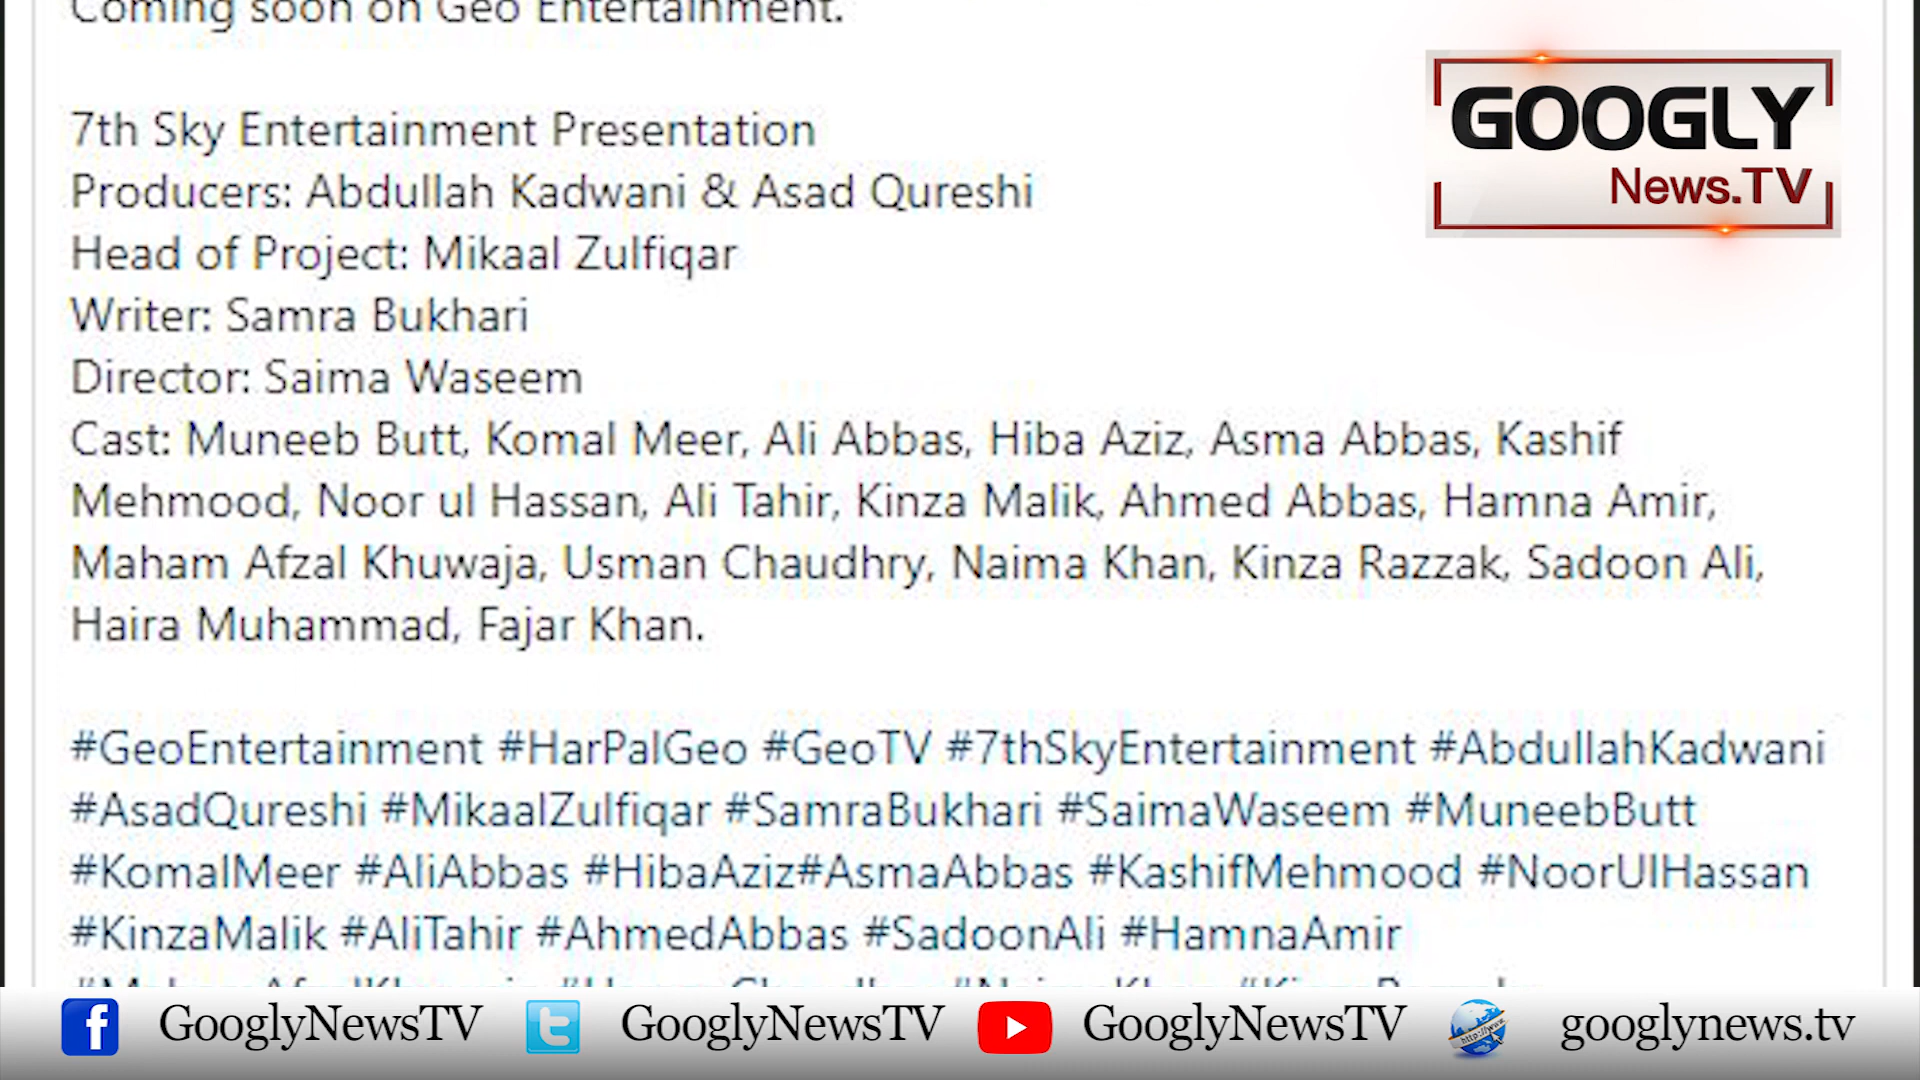 Coming soon on Geo Entertainment.
7th Sky Entertainment Presentation
Producers: Abdullah Kadwani & Asad Qureshi
Head of Project: Mikaal Zulfiqar
Writer: Samra Bukhari
Director: Saima Waseem
Cast: Muneeb Butt, Komal Meer, Ali Abbas, Hiba Aziz, Asma Abbas, Kashif
Mehmood, Noor ul Hassan, Ali Tahir, Kinza Malik, Ahmed Abbas, Hamna Amir,
Maham Afzal Khuwaja, Usman Chaudhry, Naima Khan, Kinza Razzak, Sadoon Ali,
Haira Muhammad, Fajar Khan.
#GeoEntertainment #HarPalGeo #GeoTV #7thSkyEntertainment #AbdullahKadwani
#AsadQureshi #MikaalZulfiqar #SamraBukhari #SaimaWaseem #MuneebButt
#KomalMeer #AliAbbas #HibaAziz#AsmaAbbas #KashifMehmood #NoorUlHassan
#KinzaMalik #AliTahir #AhmedAbbas #SadoonAli #HamnaAmir
GOOGLY
News.TV
GooglyNewsTV GooglyNewsTV GooglyNewsTV http://www. googlynews.tv